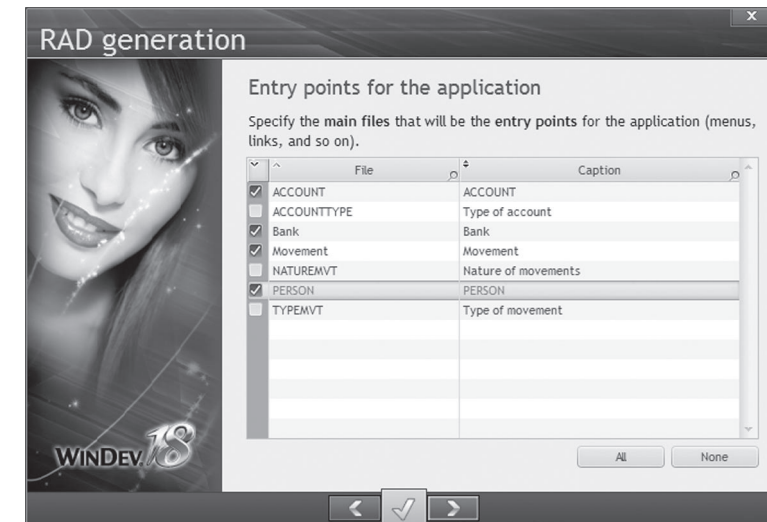 X
RAD generation
Entry points for the application
Specify the main files that will be the entry points for the application (menus,
links, and so on).
File Caption
ACCOUNT ACCOUNT
ACCOUNTTYPE Type of account
Bank Bank
Movement Movement
NATUREMVT Nature of movements
PERSON PERSON
TYPEMVT Type of movement
WINDEV. 18
All None